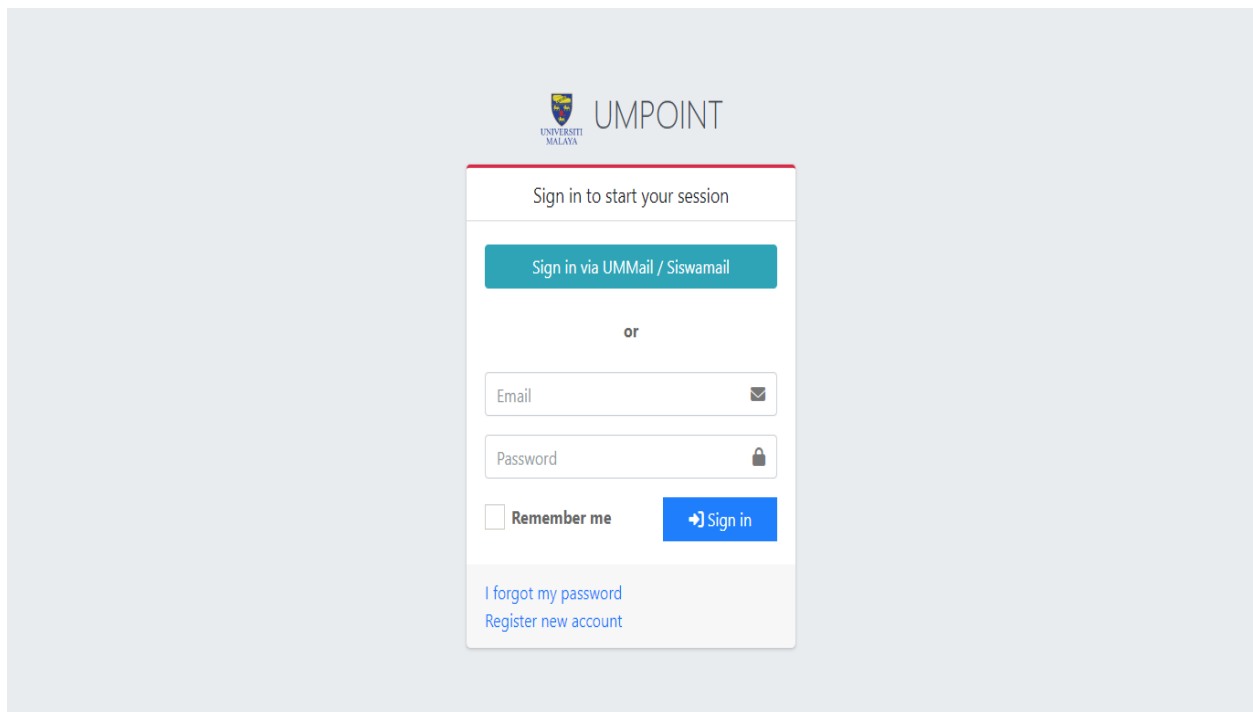 UNIVERSITI
MALAYA
UMPOINT
Sign in to start your session
Sign in via UMMail / Siswamail
or
Email
Password
Remember me
Sign in
I forgot my password
Register new account